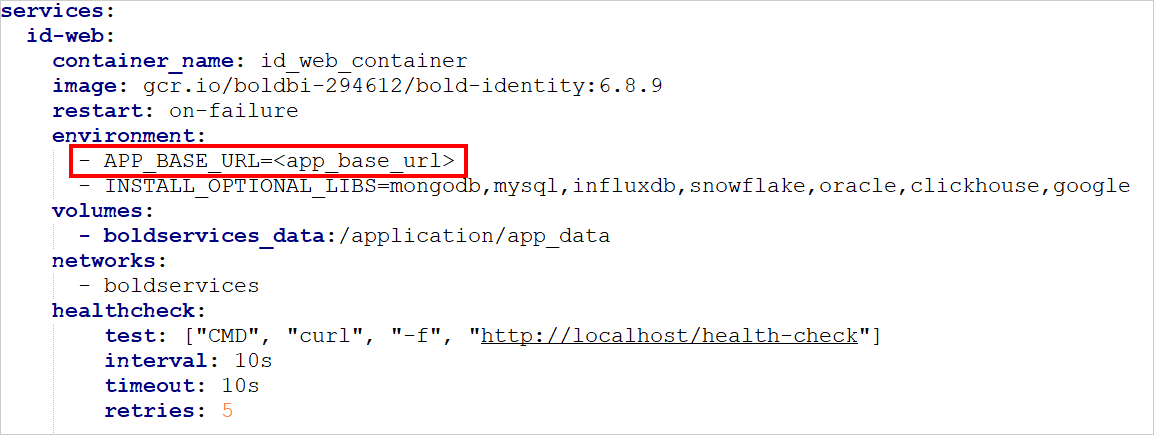 services:
  id-web:
    container_name: id_web_container
    image: gcr.io/boldbi-294612/bold-identity:6.8.9
    restart: on-failure
    environment:
      - APP_BASE_URL=<app_base_url>
      - INSTALL_OPTIONAL_LIBS=mongodb,mysql,influxdb,snowflake,oracle,clickhouse,google
    volumes:
      - boldservices_data:/application/app_data
    networks:
      - boldservices
    healthcheck:
        test: ["CMD", "curl", "-f", "http://localhost/health-check"]
        interval: 10s
        timeout: 10s
        retries: 5